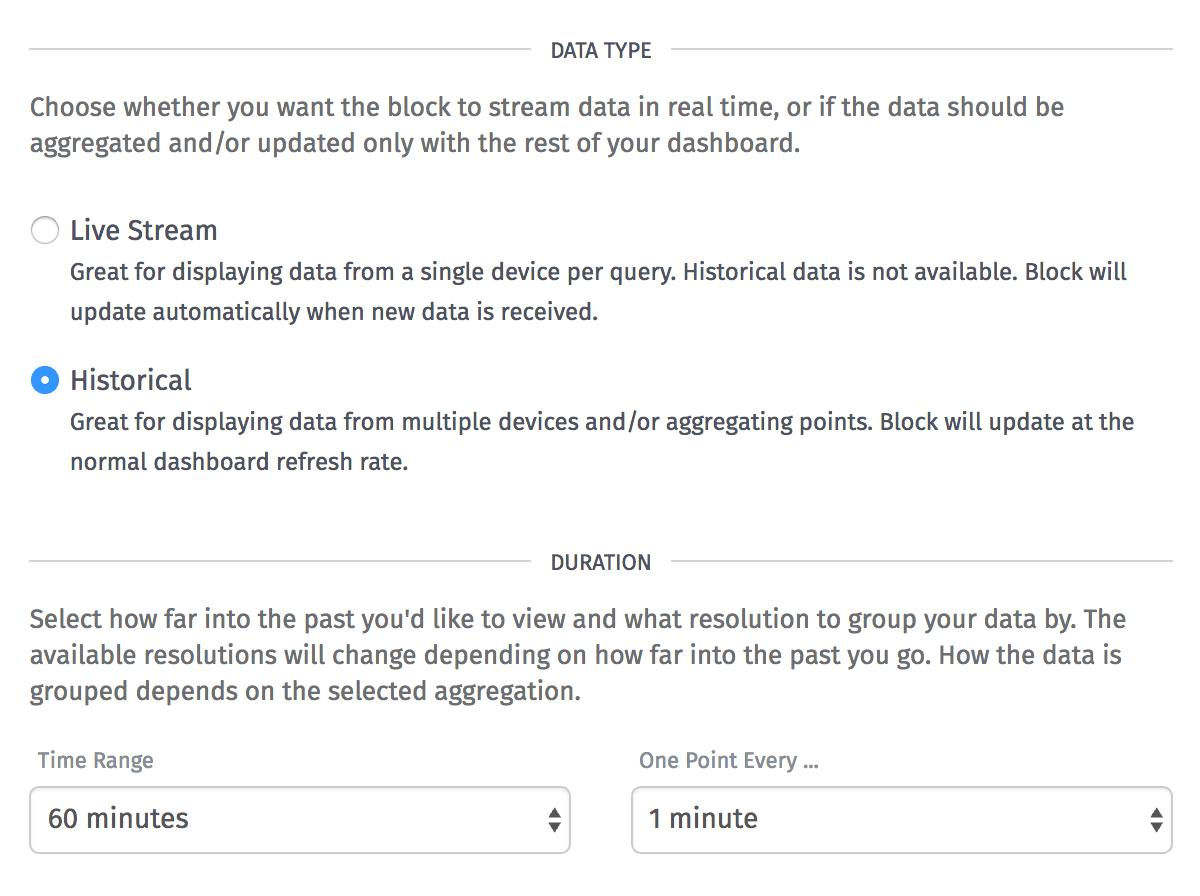 DATA TYPE
Choose whether you want the block to stream data in real time, or if the data should be
aggregated and/or updated only with the rest of your dashboard.
Live Stream
Great for displaying data from a single device per query. Historical data is not available. Block will
update automatically when new data is received.
Historical
Great for displaying data from multiple devices and/or aggregating points. Block will update at the
normal dashboard refresh rate.
DURATION
Select how far into the past you'd like to view and what resolution to group your data by. The
available resolutions will change depending on how far into the past you go. How the data is
grouped depends on the selected aggregation.
Time Range
One Point Every ...
60 minutes
1 minute